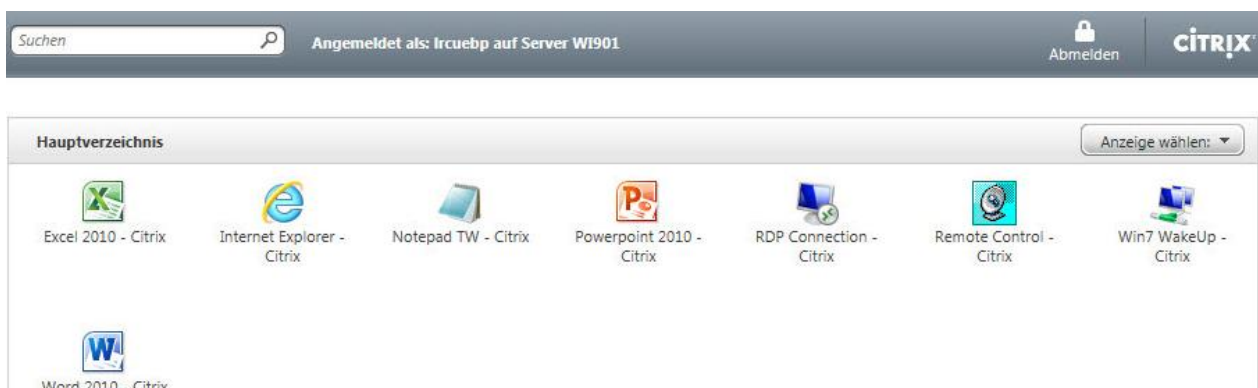 Suchen
Angemeldet als: Ircuebp auf Server WI901
Abmelden
CITRIX
Hauptverzeichnis
Anzeige wählen:
Excel 2010 - Citrix
Internet Explorer -
Citrix
Notepad TW - Citrix
Powerpoint 2010 -
Citrix
RDP Connection -
Citrix
Remote Control -
Citrix
Win7 WakeUp -
Citrix
Word 2010 - Citrix